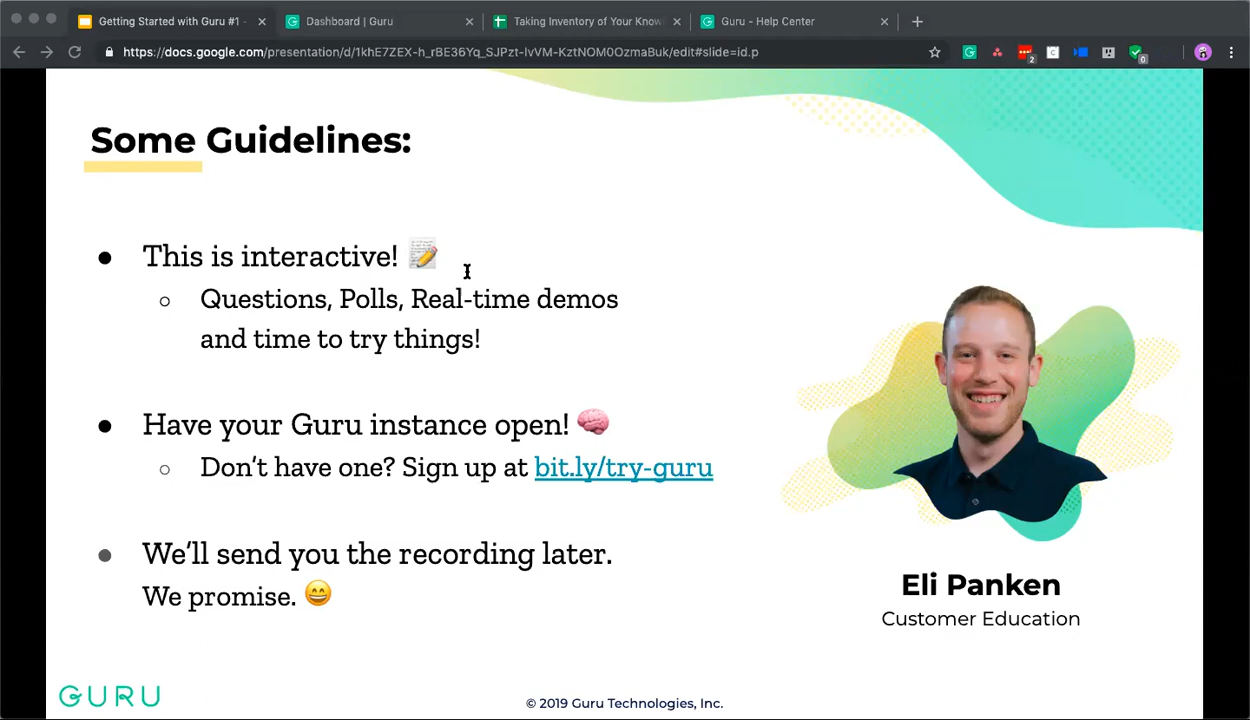 Getting Started with Guru #1 -
Dashboard | Guru
Taking Inventory of Your Know
Guru - Help Center
https://docs.google.com/presentation/d/1khE7ZEX-h_rBE36Yq_SJPzt-lvVM-KztNOM0OzmaBuk/edit#slide=id.p
2
0
Some Guidelines:
This is interactive! 📝
Questions, Polls, Real-time demos
and time to try things!
Have your Guru instance open! 🧠
Don't have one? Sign up at bit.ly/try-guru
We'll send you the recording later.
We promise. 😄
Eli Panken
Customer Education
GURU
© 2019 Guru Technologies, Inc.